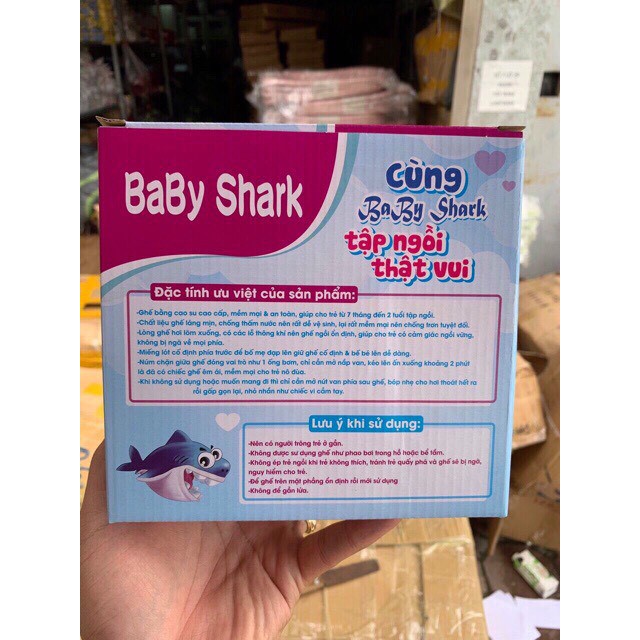 BaBy Shark
Cùng
BaBy Shark
tập ngồi
thật vui
Đặc tính ưu việt của sản phẩm:
-Ghế bằng cao su cao cấp, mềm mại & an toàn, giúp cho trẻ từ 7 tháng đến 2 tuổi tập ngồi.
-Chất liệu ghế láng mịn, chống thấm nước nên rất dễ vệ sinh, lại rất mềm mại nên chống trơn tuyệt đối.
-Lòng ghế hơi lõm xuống, có các lỗ thông khí nên ghế ngồi ổn định, giúp cho trẻ có cảm giác ngồi vững,
không bị ngã về mọi phía.
-Miếng lót cố định phía trước để bố mẹ đạp lên giữ ghế cố định & bế bé lên dễ dàng.
-Núm chặn giữa ghế đóng vai trò như 1 ống bơm, chỉ cần mở nắp van, kéo lên ấn xuống khoảng 2 phút
là đã có chiếc ghế êm ái, mềm mại cho trẻ nô đùa.
-Khi không sử dụng hoặc muốn mang đi thì chỉ cần mở nút van phía sau ghế, bóp nhẹ cho hơi thoát hết ra
rồi gấp gọn lại, nhỏ nhắn như chiếc ví cầm tay.
Lưu ý khi sử dụng:
-Nên có người trông trẻ ở gần.
-Không được sử dụng ghế như phao bơi trong hồ hoặc bể tắm.
-Không ép trẻ ngồi khi trẻ không thích, tránh trẻ quấy phá và ghế sẽ bị ngã,
nguy hiểm cho trẻ.
-Để ghế trên mặt phẳng ổn định rồi mới sử dụng
-Không để gần lửa.